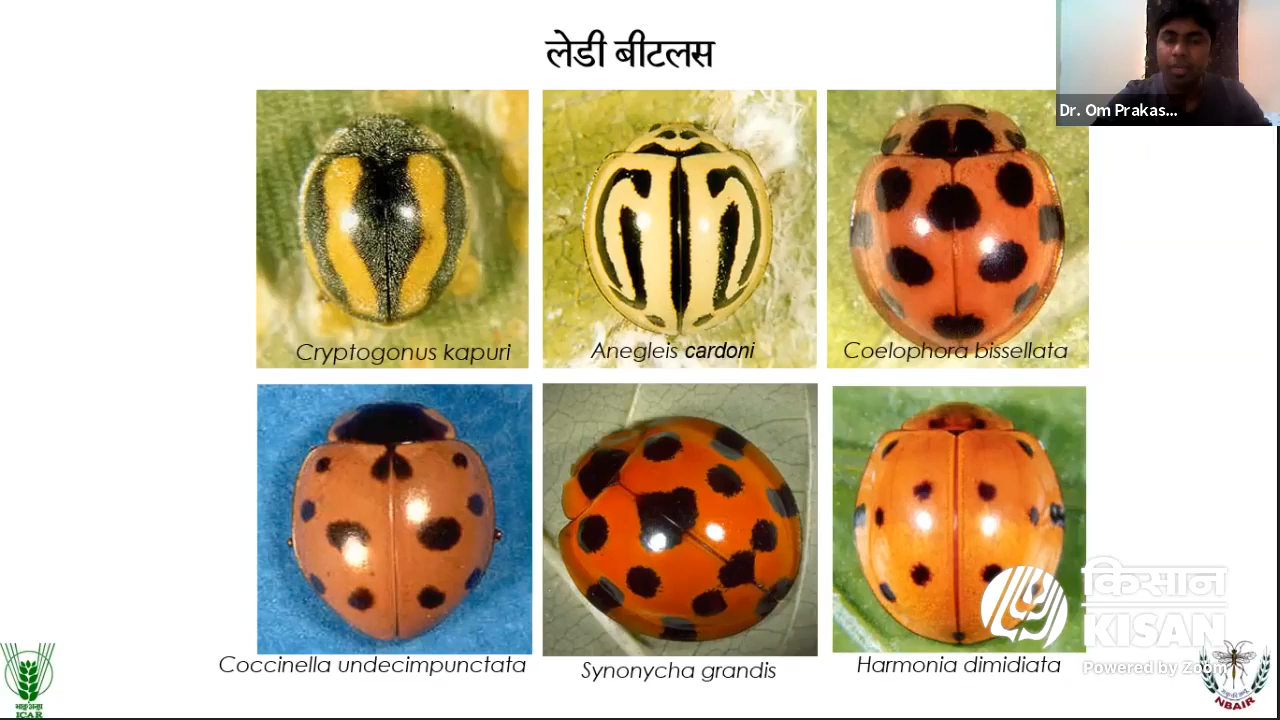 लेडी बीटलस
Dr. Om Prakas...
Cryptogonus kapuri
Anegleis cardoni
Coelophora bissellata
Coccinella undecimpunctata
Synonycha grandis
Harmonia dimidiata
किसान
KISAN
Powered by Zoom
ICAR
NBAIR